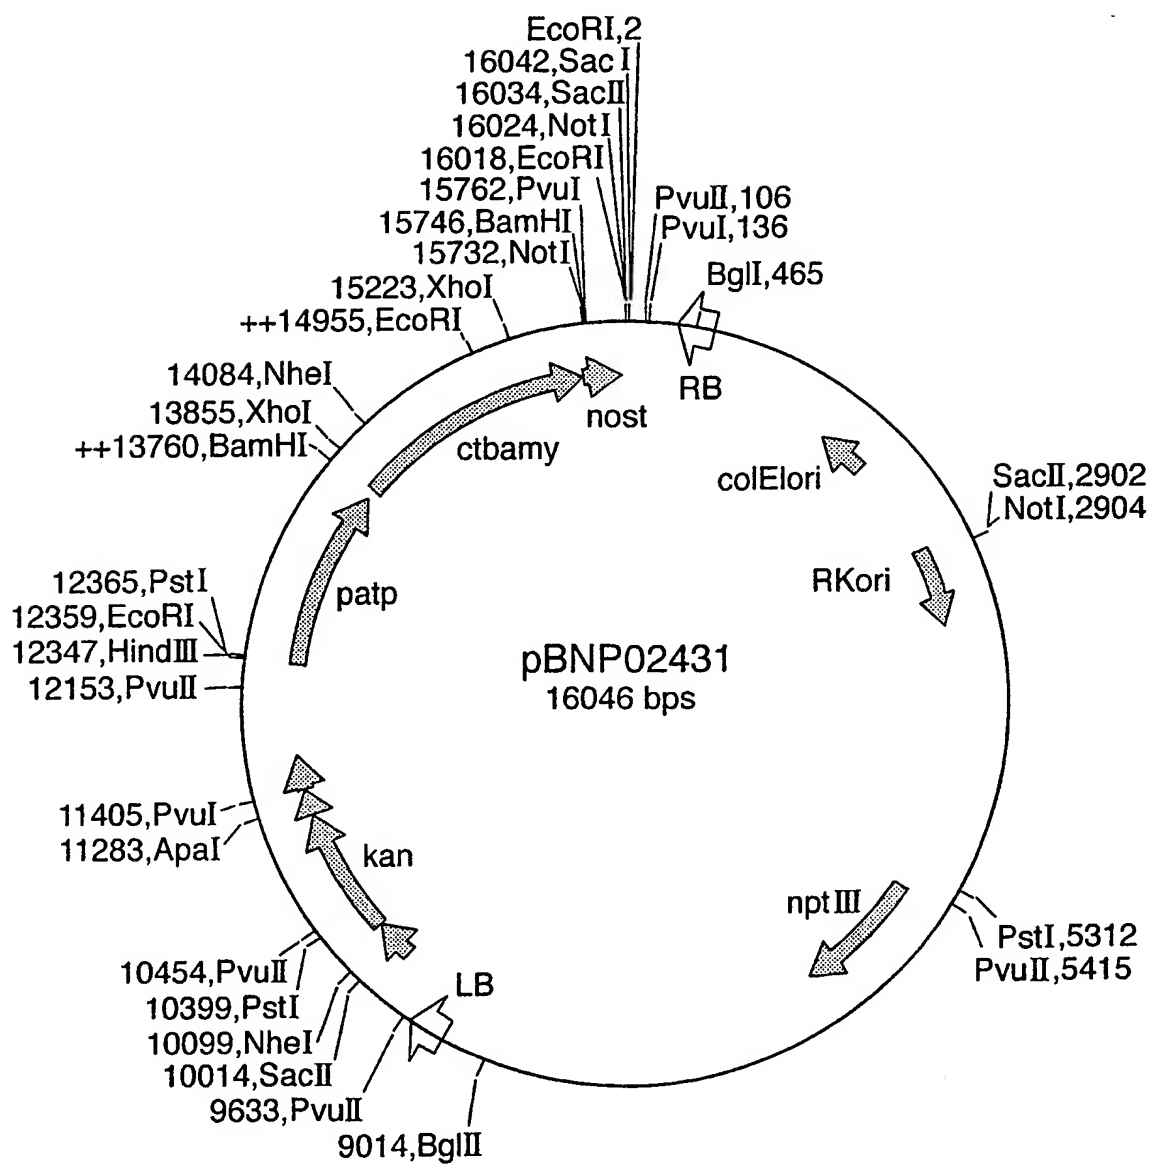 EcoRI,2
16042,SacI
16034,SacII
16024,NotI
16018,EcoRI
15762,PvuI
15746,BamHI
15732,NotI
15223,XhoI
++14955,EcoRI
PvuII,106
PvuI,136
BglI,465
RB
14084,NheI
13855,XhoI
++13760,BamHI
nost
ctbamy
colEIori
SacII,2902
NotI,2904
12365,PstI
12359,EcoRI
12347,HindIII
12153,PvuII
patp
RKori
pBNP02431
16046 bps
11405,PvuI
11283,ApaI
kan
nptIII
PstI,5312
PvuII,5415
10454,PvuII
10399,PstI
10099,NheI
10014,SacII
9633,PvuII
9014,BglII
LB